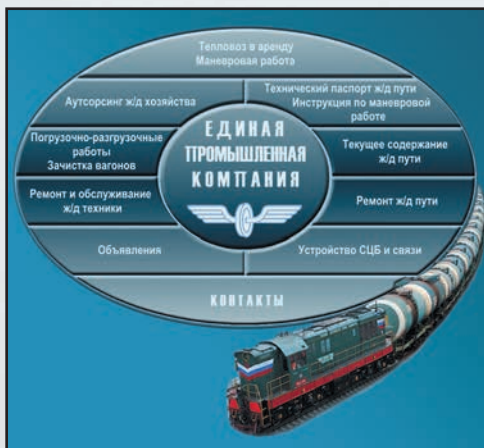 Тепловоз в аренду
Маневровая работа
Аутсорсинг ж/д хозяйства
Технический паспорт ж/д пути
Инструкция по маневровой
работе
Погрузочно-разгрузочные
работы
Зачистка вагонов
ЕДИНАЯ
ПРОМЫШЛЕННАЯ
КОМПАНИЯ
Текущее содержание
ж/д пути
Ремонт и обслуживание
ж/д техники
Ремонт ж/д пути
Объявления
Устройство СЦБ и связи
КОНТАКТЫ